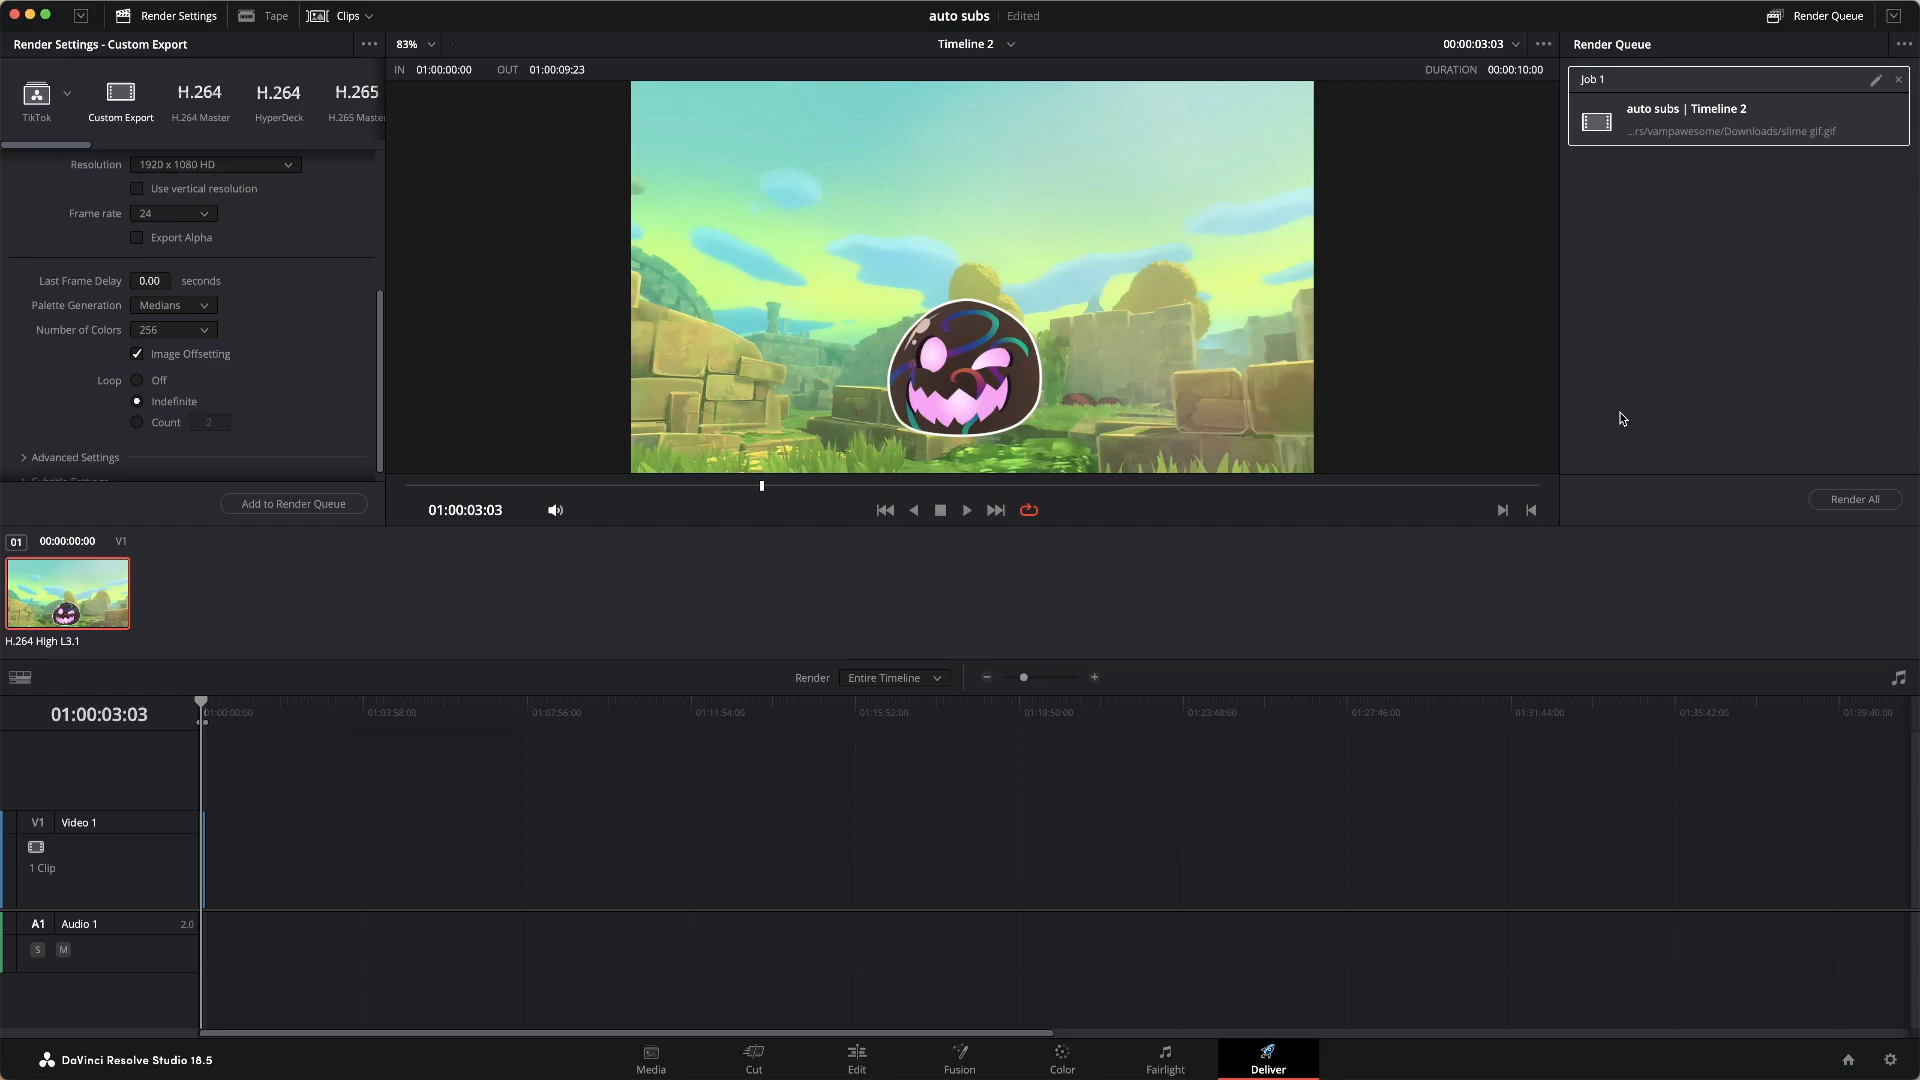 Render Settings
Tape
Clips
auto subs
Edited
Render Queue
Render Settings - Custom Export
83%
Timeline 2
00:00:03:03
Render Queue
IN 01:00:00:00 OUT 01:00:09:23
DURATION 00:00:10:00
TikTok
Custom Export
H.264
H.264 Master
H.264
HyperDeck
H.265
H.265 Maste
Job 1
auto subs | Timeline 2
...rs/vampawesome/Downloads/slime gif.gif
Resolution 1920 x 1080 HD
Use vertical resolution
Frame rate 24
Export Alpha
Last Frame Delay 0.00 seconds
Palette Generation Medians
Number of Colors 256
Image Offsetting
Loop Off
Indefinite
Count 2
Advanced Settings
Add to Render Queue
01:00:03:03
Render All
01 00:00:00:00 V1
H.264 High L3.1
Render Entire Timeline
01:00:03:03
01:00:00:00 01:03:58:00 01:07:56:00 01:11:54:00 01:15:52:00 01:19:50:00 01:23:48:00 01:27:46:00 01:31:44:00 01:35:42:00 01:39:40:00
V1 Video 1
1 Clip
A1 Audio 1 2.0
S M
DaVinci Resolve Studio 18.5
Media
Cut
Edit
Fusion
Color
Fairlight
Deliver